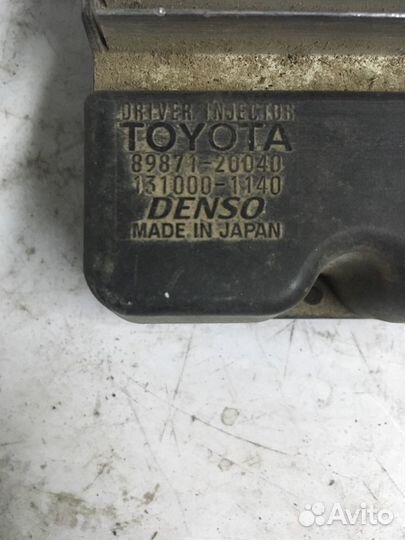 DRIVER INJECTOR
TOYOTA
89871-20040
131000-1140
DENSO
MADE IN JAPAN
Avito